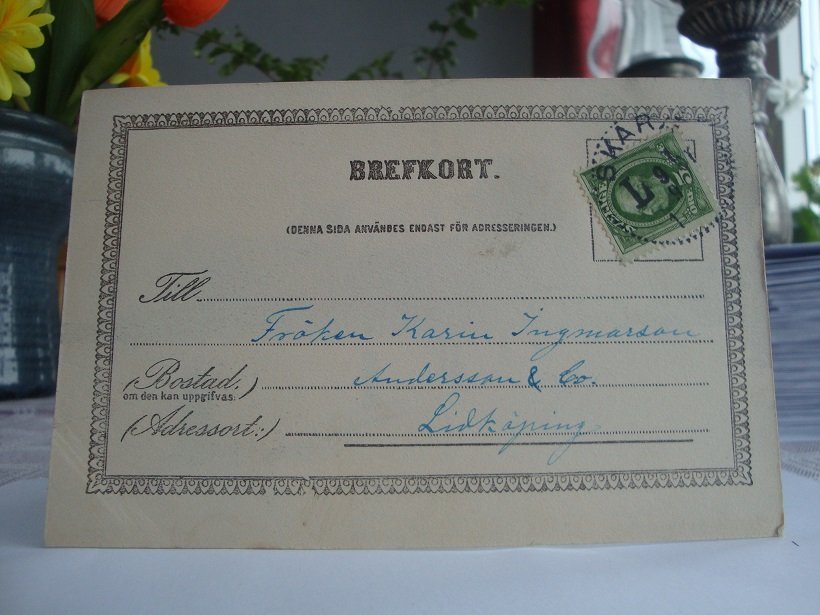 BREFKORT.
(DENNA SIDA ANVÄNDES ENDAST FÖR ADRESSERINGEN.)
SKARA
L
Till
Fröken Karin Ingmarson
(Bostad,)
Andersson & Co.
om den kan uppgifvas.
(Adressort:)
Lidköping